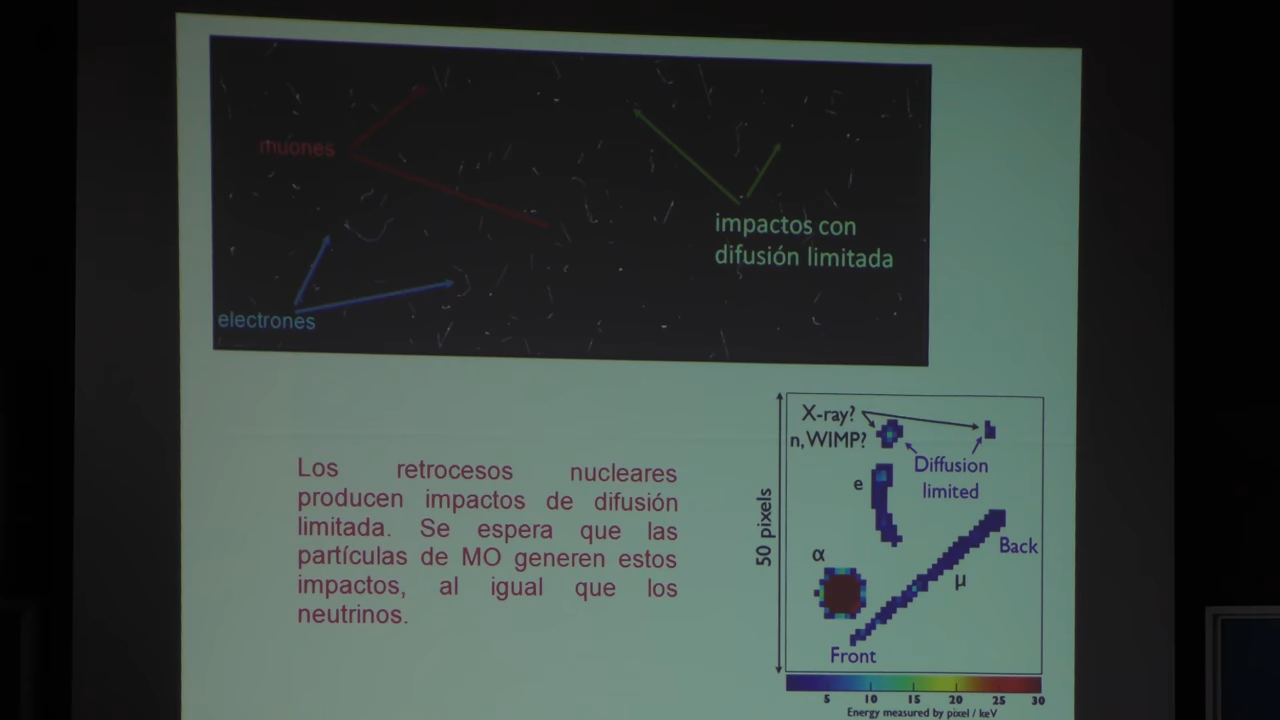 muones
impactos con
difusión limitada
electrones
Los retrocesos nucleares
producen impactos de difusión
limitada. Se espera que las
partículas de MO generen estos
impactos, al igual que los
neutrinos.
X-ray?
n, WIMP?
Diffusion
limited
e
50 pixels
α
Back
μ
Front
5 10 15 20 25 30
Energy measured by pixel / keV